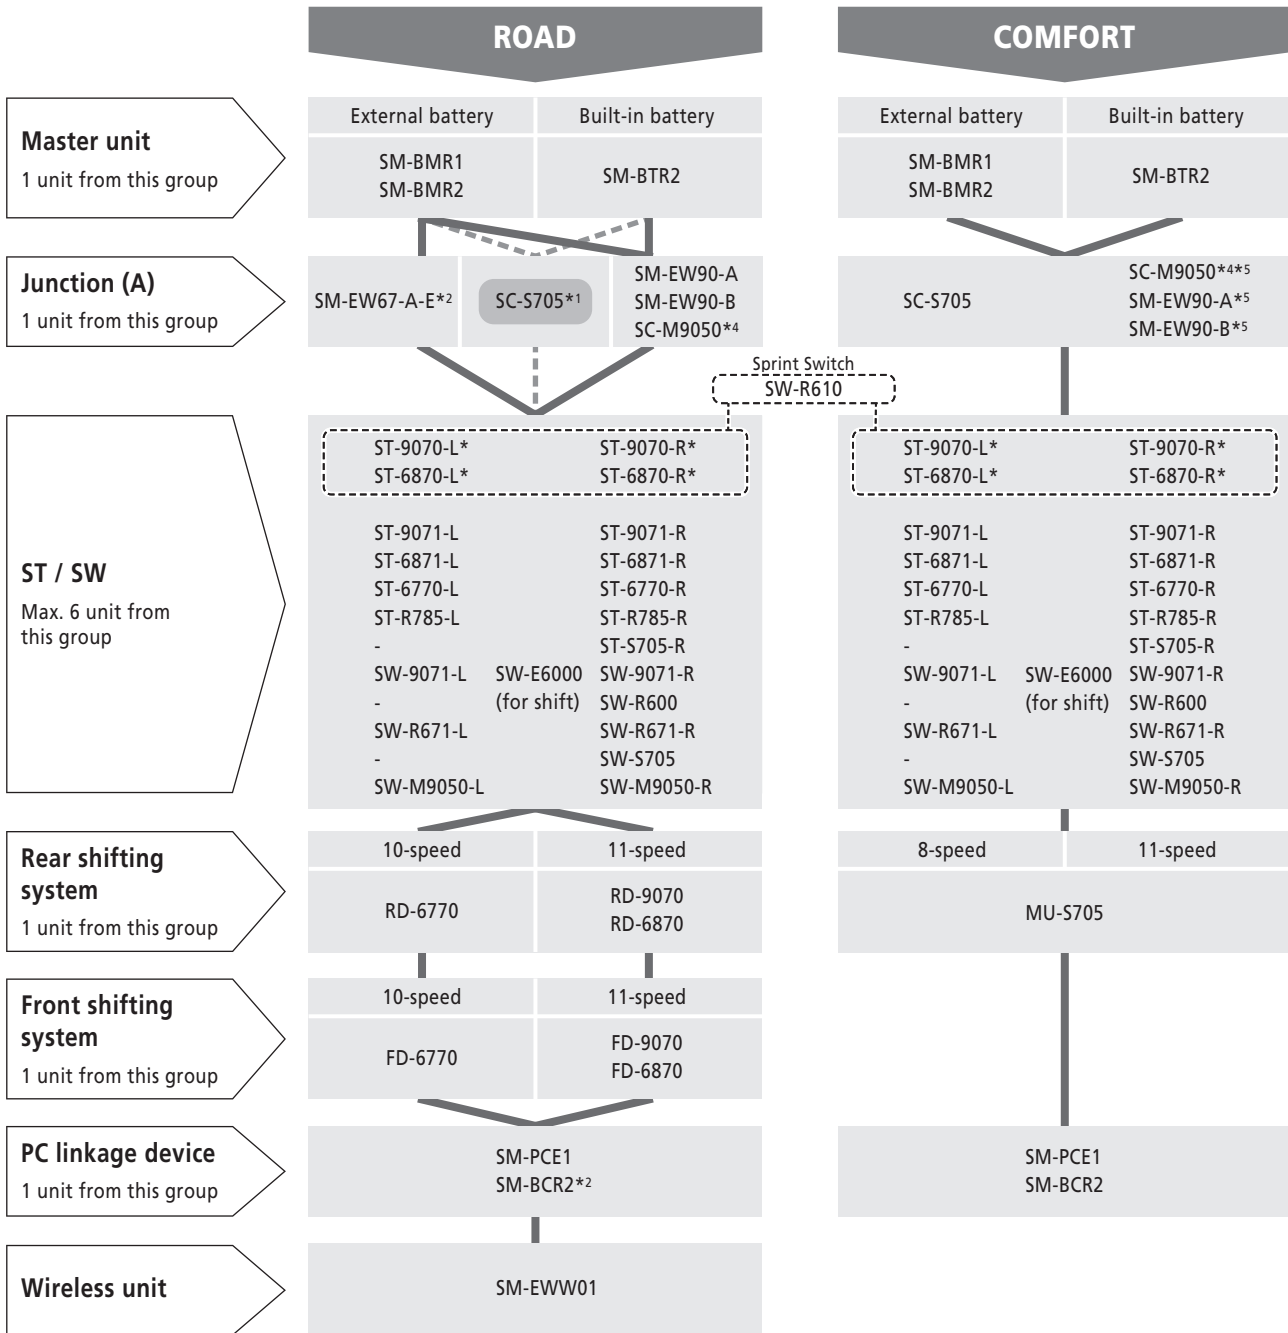 ROAD
COMFORT
Master unit
1 unit from this group
External battery
Built-in battery
SM-BMR1
SM-BMR2
SM-BTR2
External battery
Built-in battery
SM-BMR1
SM-BMR2
SM-BTR2
Junction (A)
1 unit from this group
SM-EW67-A-E*2
SC-S705*1
SM-EW90-A
SM-EW90-B
SC-M9050*4
SC-S705
SC-M9050*4*5
SM-EW90-A*5
SM-EW90-B*5
Sprint Switch
SW-R610
ST / SW
Max. 6 unit from
this group
ST-9070-L* ST-9070-R*
ST-6870-L* ST-6870-R*
ST-9071-L ST-9071-R
ST-6871-L ST-6871-R
ST-6770-L ST-6770-R
ST-R785-L ST-R785-R
- ST-S705-R
SW-9071-L SW-E6000 SW-9071-R
- (for shift) SW-R600
SW-R671-L SW-R671-R
- SW-S705
SW-M9050-L SW-M9050-R
ST-9070-L* ST-9070-R*
ST-6870-L* ST-6870-R*
ST-9071-L ST-9071-R
ST-6871-L ST-6871-R
ST-6770-L ST-6770-R
ST-R785-L ST-R785-R
- ST-S705-R
SW-9071-L SW-E6000 SW-9071-R
- (for shift) SW-R600
SW-R671-L SW-R671-R
- SW-S705
SW-M9050-L SW-M9050-R
Rear shifting
system
1 unit from this group
10-speed
11-speed
RD-6770
RD-9070
RD-6870
8-speed
11-speed
MU-S705
Front shifting
system
1 unit from this group
10-speed
11-speed
FD-6770
FD-9070
FD-6870
PC linkage device
1 unit from this group
SM-PCE1
SM-BCR2*2
SM-PCE1
SM-BCR2
Wireless unit
SM-EWW01